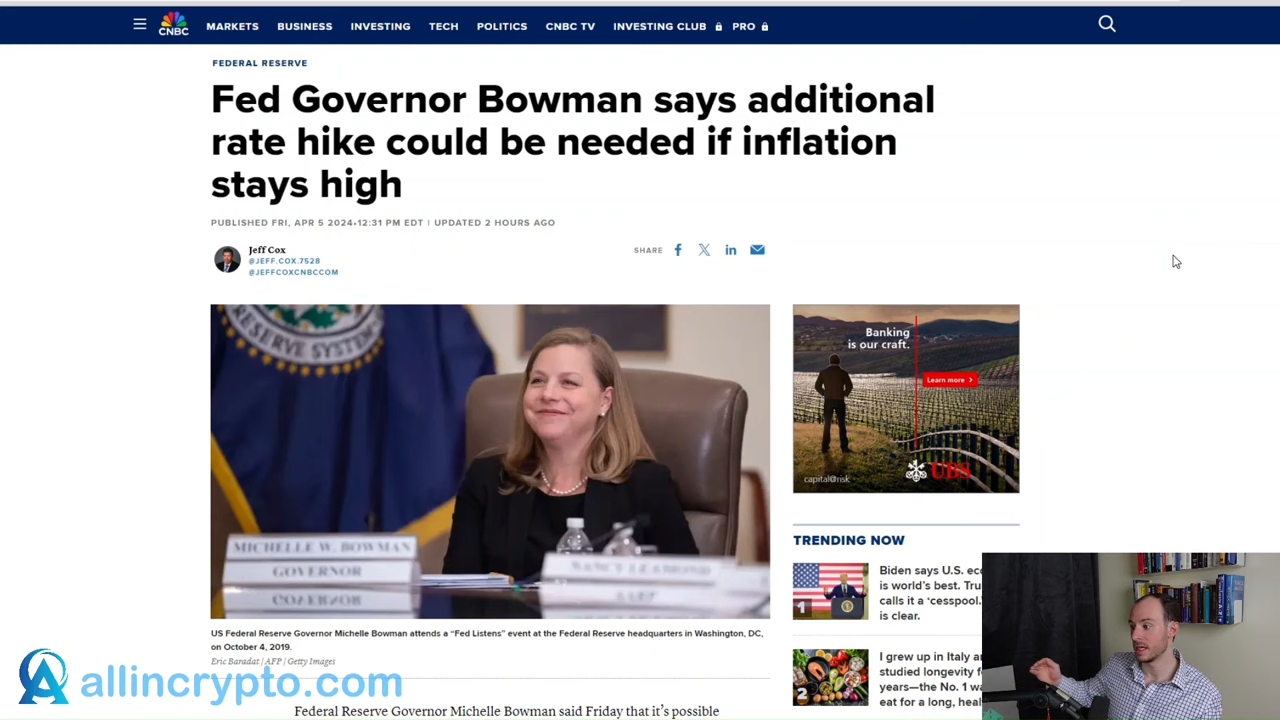 CNBC
MARKETS BUSINESS INVESTING TECH POLITICS CNBC TV INVESTING CLUB PRO
FEDERAL RESERVE
Fed Governor Bowman says additional
rate hike could be needed if inflation
stays high
PUBLISHED FRI, APR 5 2024•12:31 PM EDT | UPDATED 2 HOURS AGO
Jeff Cox
@JEFF.COX.7528
@JEFFCOXCNBCCOM
SHARE
RESERVE SYSTEM
MICHELLE W. BOWMAN
GOVERNOR
US Federal Reserve Governor Michelle Bowman attends a “Fed Listens” event at the Federal Reserve headquarters in Washington, DC,
on October 4, 2019.
Eric Baradat | AFP | Getty Images
Federal Reserve Governor Michelle Bowman said Friday that it’s possible
Banking
is our craft.
Learn more
capital@risk
UBS
TRENDING NOW
1
Biden says U.S. ec
is world’s best. Tru
calls it a ‘cesspool.’
is clear.
2
I grew up in Italy an
studied longevity f
years—the No. 1 wa
eat for a long, heal
allincrypto.com